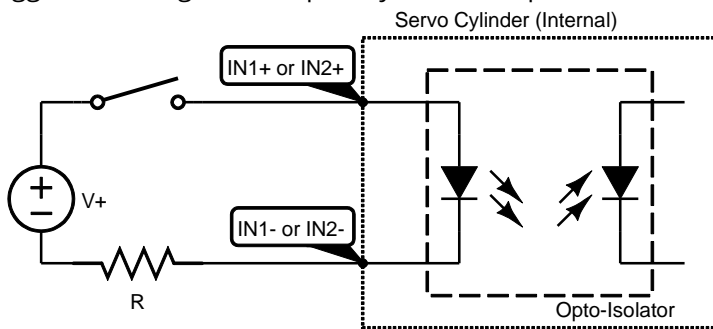 Servo Cylinder (Internal)
IN1+ or IN2+
V+
IN1- or IN2-
R
Opto-Isolator